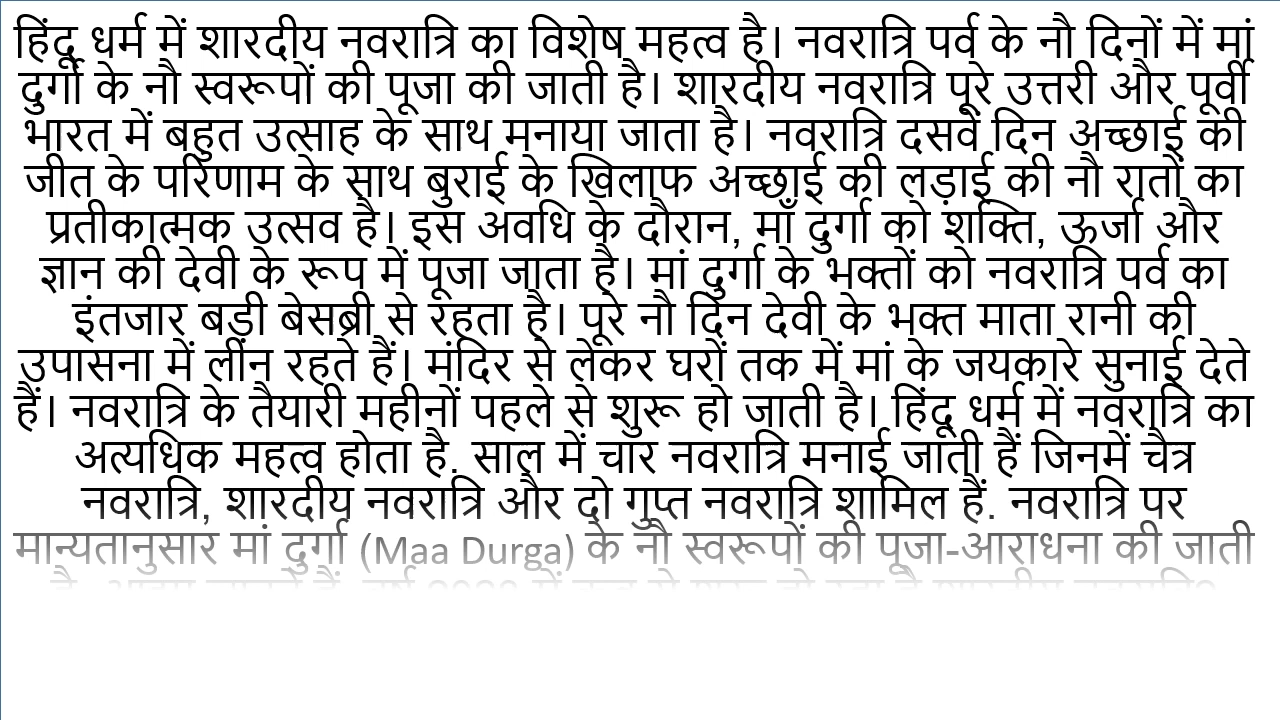 हिंदू धर्म में शारदीय नवरात्रि का विशेष महत्व है। नवरात्रि पर्व के नौ दिनों में मां
दुर्गा के नौ स्वरूपों की पूजा की जाती है। शारदीय नवरात्रि पूरे उत्तरी और पूर्वी
भारत में बहुत उत्साह के साथ मनाया जाता है। नवरात्रि दसवें दिन अच्छाई की
जीत के परिणाम के साथ बुराई के खिलाफ अच्छाई की लड़ाई की नौ रातों का
प्रतीकात्मक उत्सव है। इस अवधि के दौरान, माँ दुर्गा को शक्ति, ऊर्जा और
ज्ञान की देवी के रूप में पूजा जाता है। मां दुर्गा के भक्तों को नवरात्रि पर्व का
इंतजार बड़ी बेसब्री से रहता है। पूरे नौ दिन देवी के भक्त माता रानी की
उपासना में लीन रहते हैं। मंदिर से लेकर घरों तक में मां के जयकारे सुनाई देते
हैं। नवरात्रि के तैयारी महीनों पहले से शुरू हो जाती है। हिंदू धर्म में नवरात्रि का
अत्यधिक महत्व होता है. साल में चार नवरात्रि मनाई जाती हैं जिनमें चैत्र
नवरात्रि, शारदीय नवरात्रि और दो गुप्त नवरात्रि शामिल हैं. नवरात्रि पर
मान्यतानुसार मां दुर्गा (Maa Durga) के नौ स्वरूपों की पूजा-आराधना की जाती